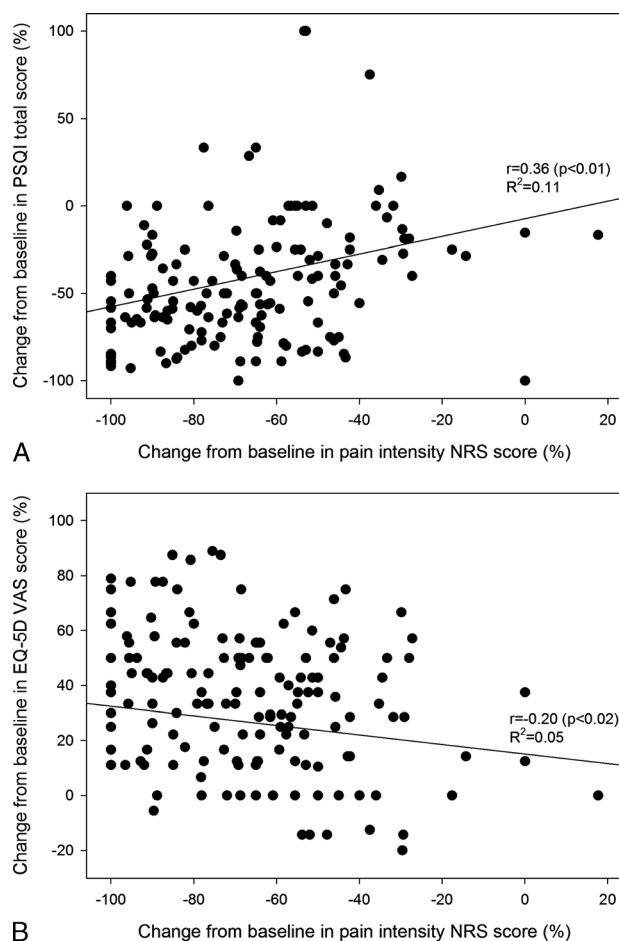 Change from baseline in PSQI total score (%)
100
50
0
-50
-100
r=0.36 (p<0.01)
R²=0.11
-100 -80 -60 -40 -20 0 20
A
Change from baseline in pain intensity NRS score (%)
Change from baseline in EQ-5D VAS score (%)
100
80
60
40
20
0
-20
r=-0.20 (p<0.02)
R²=0.05
-100 -80 -60 -40 -20 0 20
B
Change from baseline in pain intensity NRS score (%)